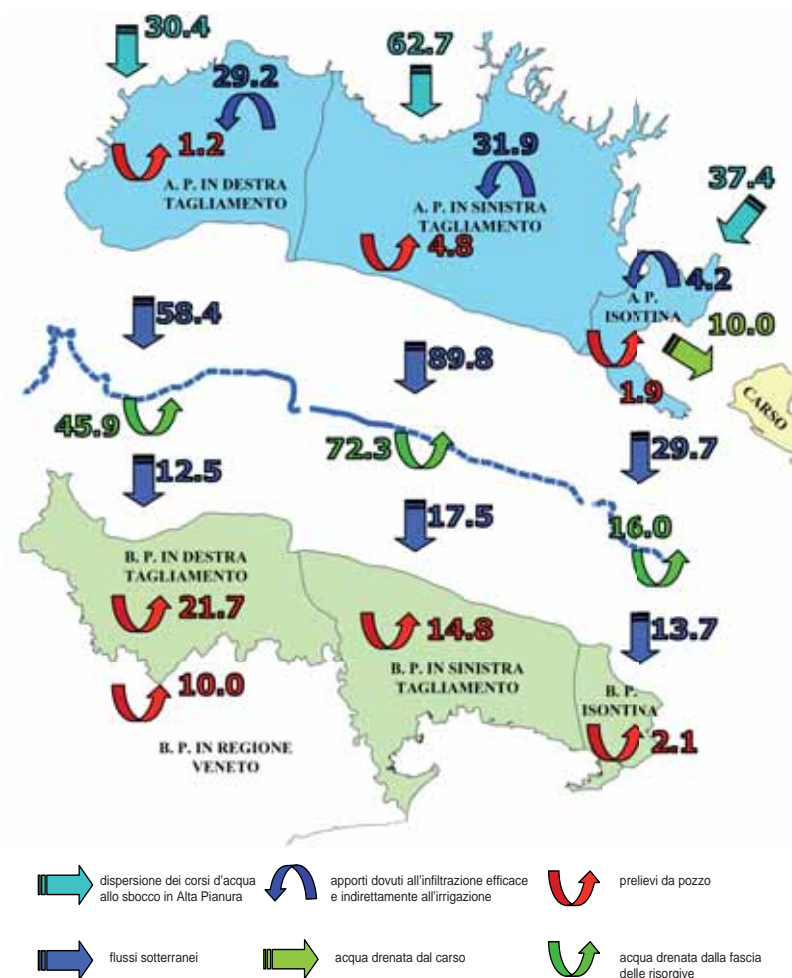 30.4
62.7
29.2
31.9
1.2
A. P. IN DESTRA
TAGLIAMENTO
A. P. IN SINISTRA
TAGLIAMENTO
4.8
37.4
4.2
A P.
ISONTINA
10.0
1.9
CARSO
58.4
89.8
45.9
72.3
29.7
12.5
17.5
16.0
B. P. IN DESTRA
TAGLIAMENTO
21.7
14.8
13.7
10.0
B. P. IN SINISTRA
TAGLIAMENTO
B. P.
ISONTINA
2.1
B. P. IN REGIONE
VENETO
dispersione dei corsi d'acqua
allo sbocco in Alta Pianura
apporti dovuti all'infiltrazione efficace
e indirettamente all'irrigazione
prelievi da pozzo
flussi sotterranei
acqua drenata dal carso
acqua drenata dalla fascia
delle risorgive